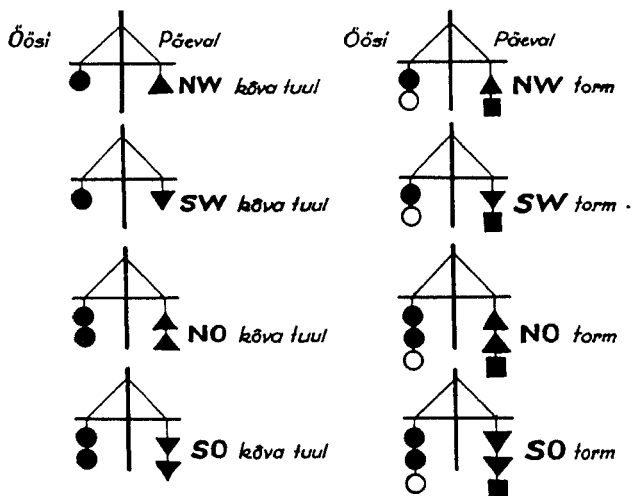 Öösi Päeval Öösi Päeval
NW kõva tuul NW torm
SW kõva tuul SW torm.
NO kõva tuul NO torm
SO kõva tuul SO torm